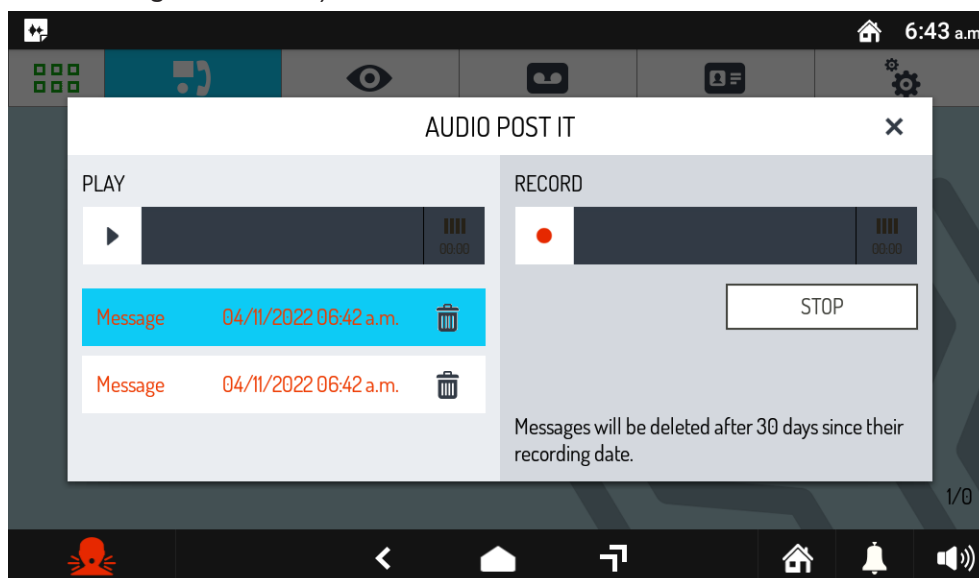 6:43 a.m
AUDIO POST IT
PLAY
RECORD
00:00
00:00
Message 04/11/2022 06:42 a.m.
STOP
Message 04/11/2022 06:42 a.m.
Messages will be deleted after 30 days since their
recording date.
1/0